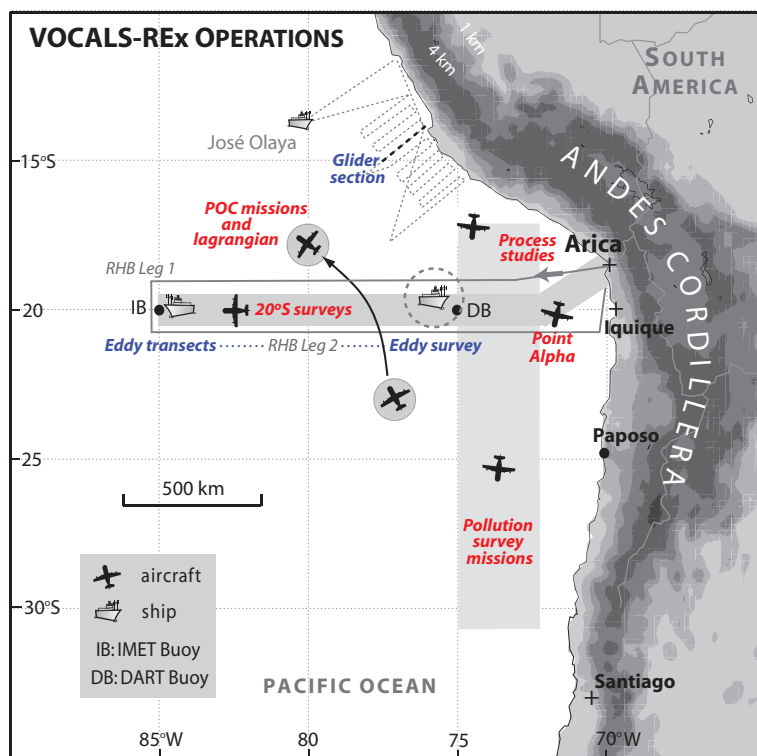 VOCALS-REx OPERATIONS
1 km
4 km
SOUTH
AMERICA
José Olaya
15°S
Glider
section
ANDES CORDILLERA
POC missions
and
lagrangian
Process
studies
Arica
RHB Leg 1
IB
20°S surveys
DB
20
Iquique
Point
Alpha
Eddy transects ........ RHB Leg 2 ........ Eddy survey
Paposo
25
500 km
Pollution
survey
missions
aircraft
ship
IB: IMET Buoy
DB: DART Buoy
30°S
PACIFIC OCEAN
Santiago
85°W
80
75
70°W